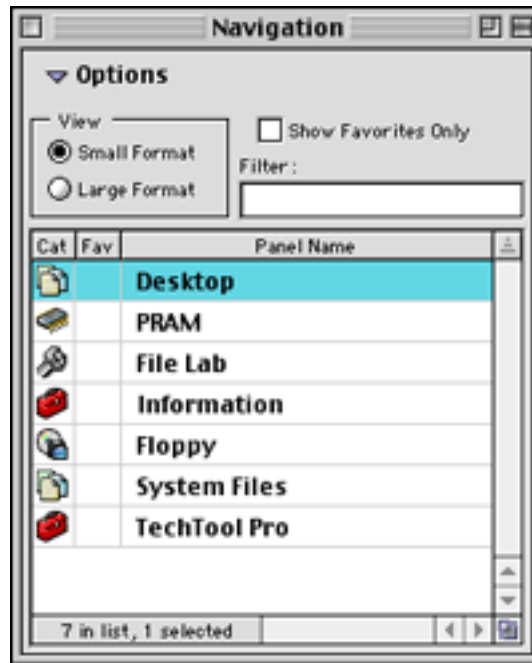 Navigation
Options
View
Small Format
Large Format
Show Favorites Only
Filter:
Cat Fav Panel Name
Desktop
PRAM
File Lab
Information
Floppy
System Files
TechTool Pro
7 in list, 1 selected